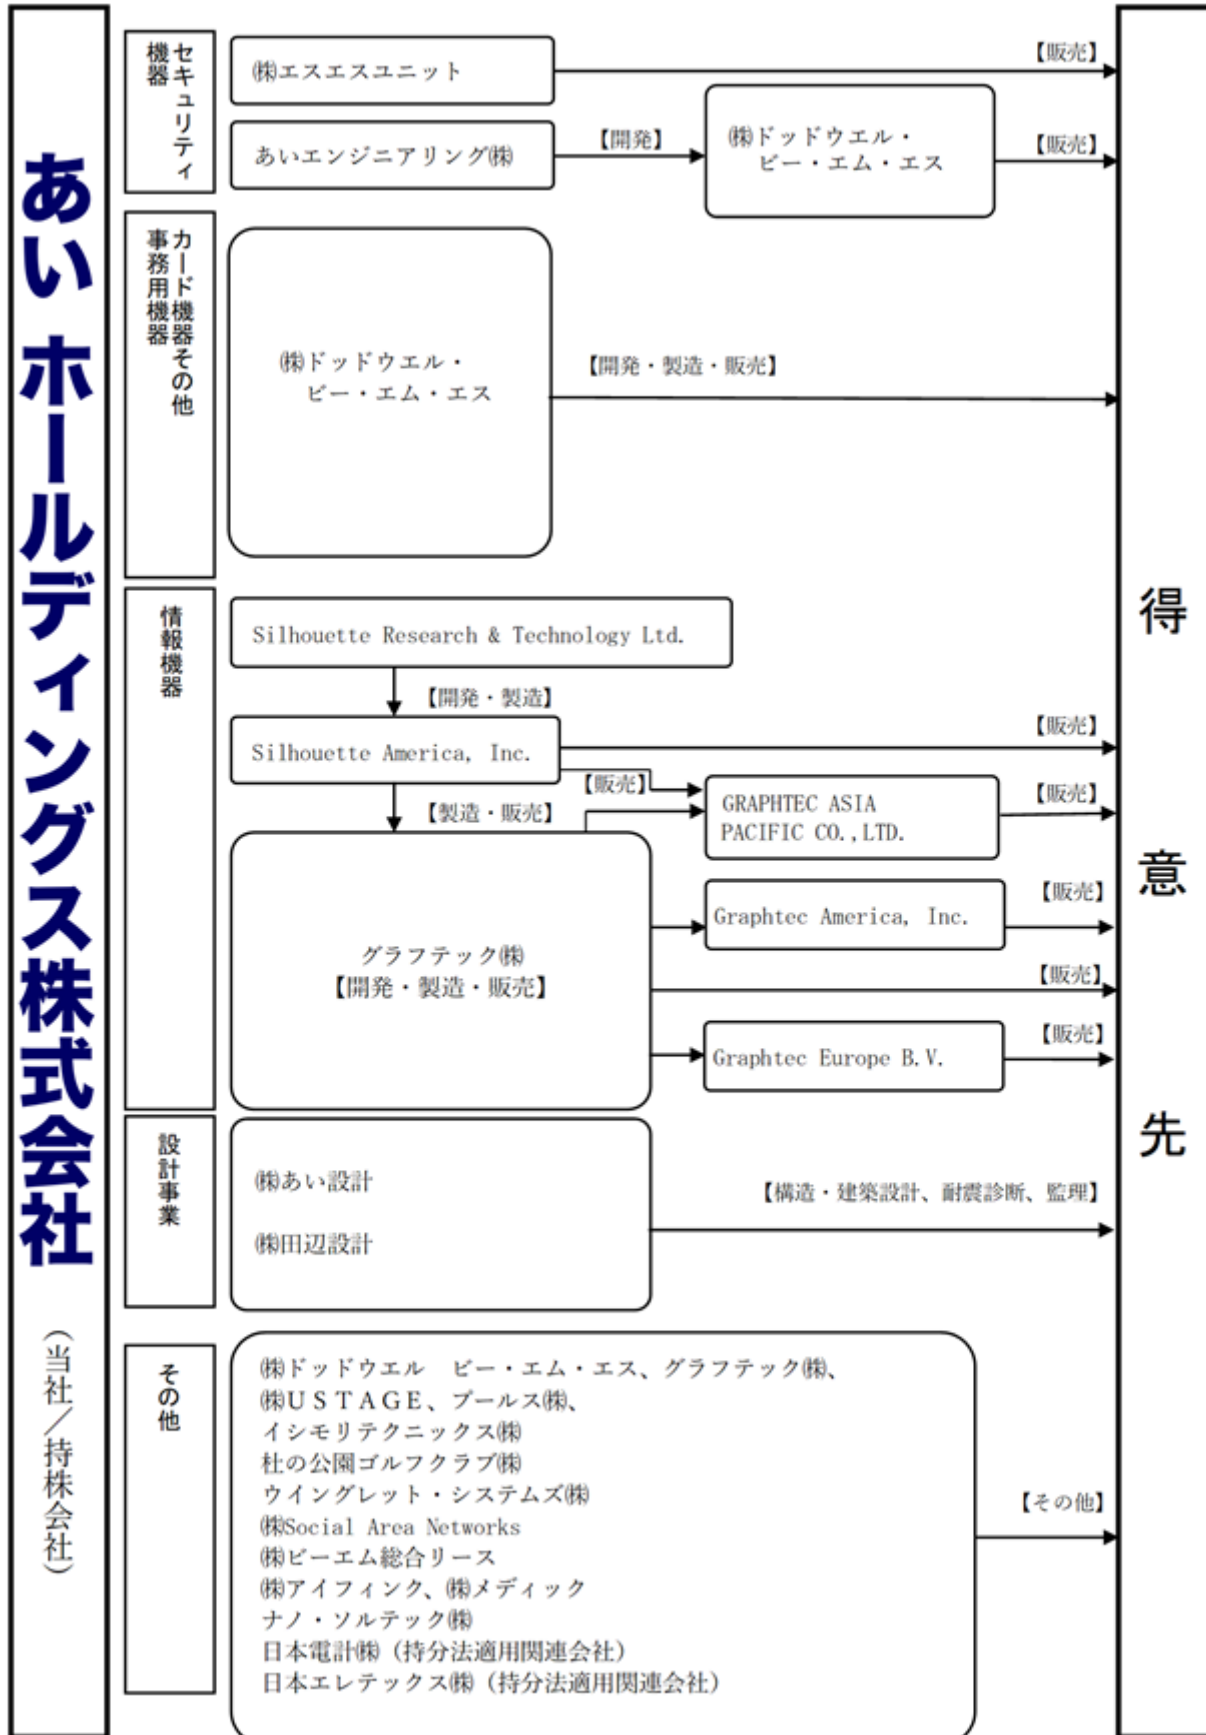 あい ホールディングス株式会社
(当社/持株会社)
セキュリティ
機器
㈱エスエスユニット
【販売】
あいエンジニアリング㈱
【開発】
㈱ドッドウエル・
ビー・エム・エス
【販売】
カード機器その他
事務用機器
㈱ドッドウエル・
ビー・エム・エス
【開発・製造・販売】
情報機器
Silhouette Research & Technology Ltd.
【開発・製造】
Silhouette America, Inc.
【販売】
【販売】
【製造・販売】
GRAPHTEC ASIA
PACIFIC CO.,LTD.
【販売】
Graphtec America, Inc.
【販売】
グラフテック㈱
【開発・製造・販売】
【販売】
Graphtec Europe B.V.
【販売】
設計事業
㈱あい設計
㈱田辺設計
【構造・建築設計、耐震診断、監理】
その他
㈱ドッドウエル ビー・エム・エス、グラフテック㈱、
㈱USTAGE、プールス㈱、
イシモリテクニックス㈱
杜の公園ゴルフクラブ㈱
ウイングレット・システムズ㈱
㈱Social Area Networks
㈱ビーエム総合リース
㈱アイフィンク、㈱メディック
ナノ・ソルテック㈱
日本電計㈱(持分法適用関連会社)
日本エレテックス㈱(持分法適用関連会社)
【その他】
得意先